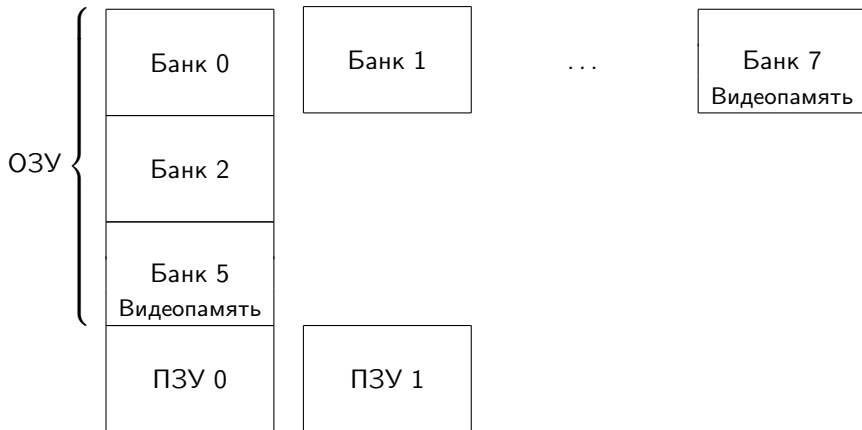 Банк 0
Банк 1
. . .
Банк 7
Видеопамять
ОЗУ
Банк 2
Банк 5
Видеопамять
ПЗУ 0
ПЗУ 1